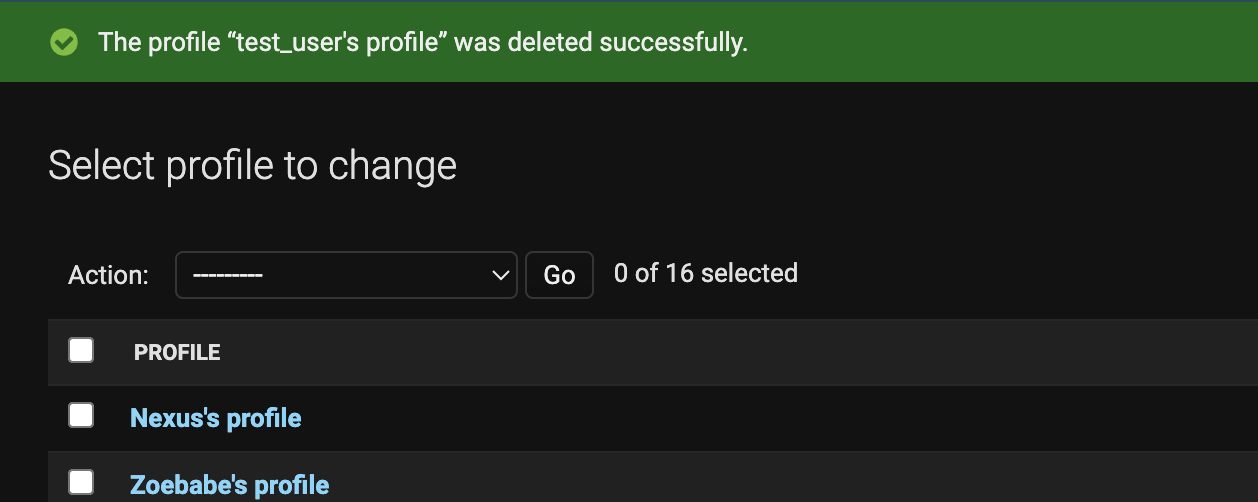 The profile “test_user's profile” was deleted successfully.
Select profile to change
Action: --------- Go 0 of 16 selected
PROFILE
Nexus's profile
Zoebabe's profile